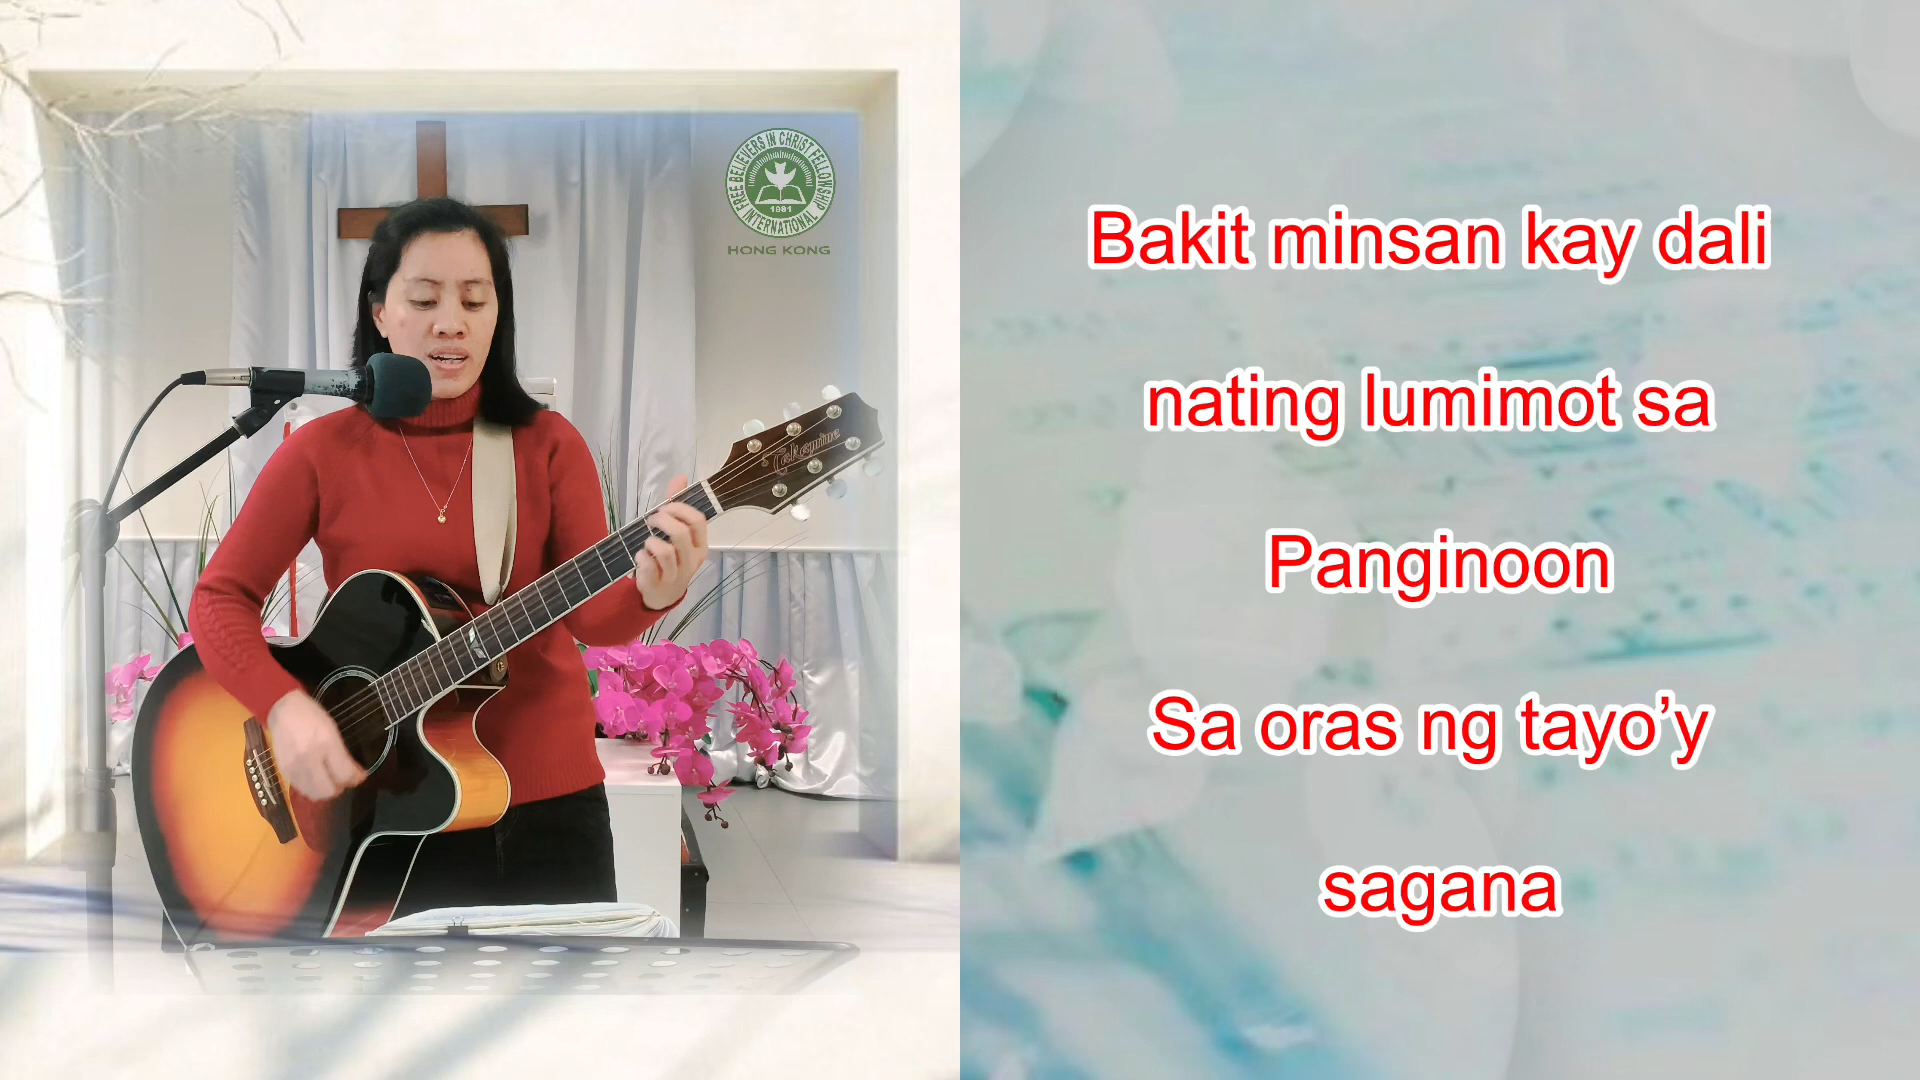 FREE BELIEVERS IN CHRIST FELLOWSHIP
INTERNATIONAL
1981
HONG KONG
Takamine
Bakit minsan kay dali
nating lumimot sa
Panginoon
Sa oras ng tayo’y
sagana